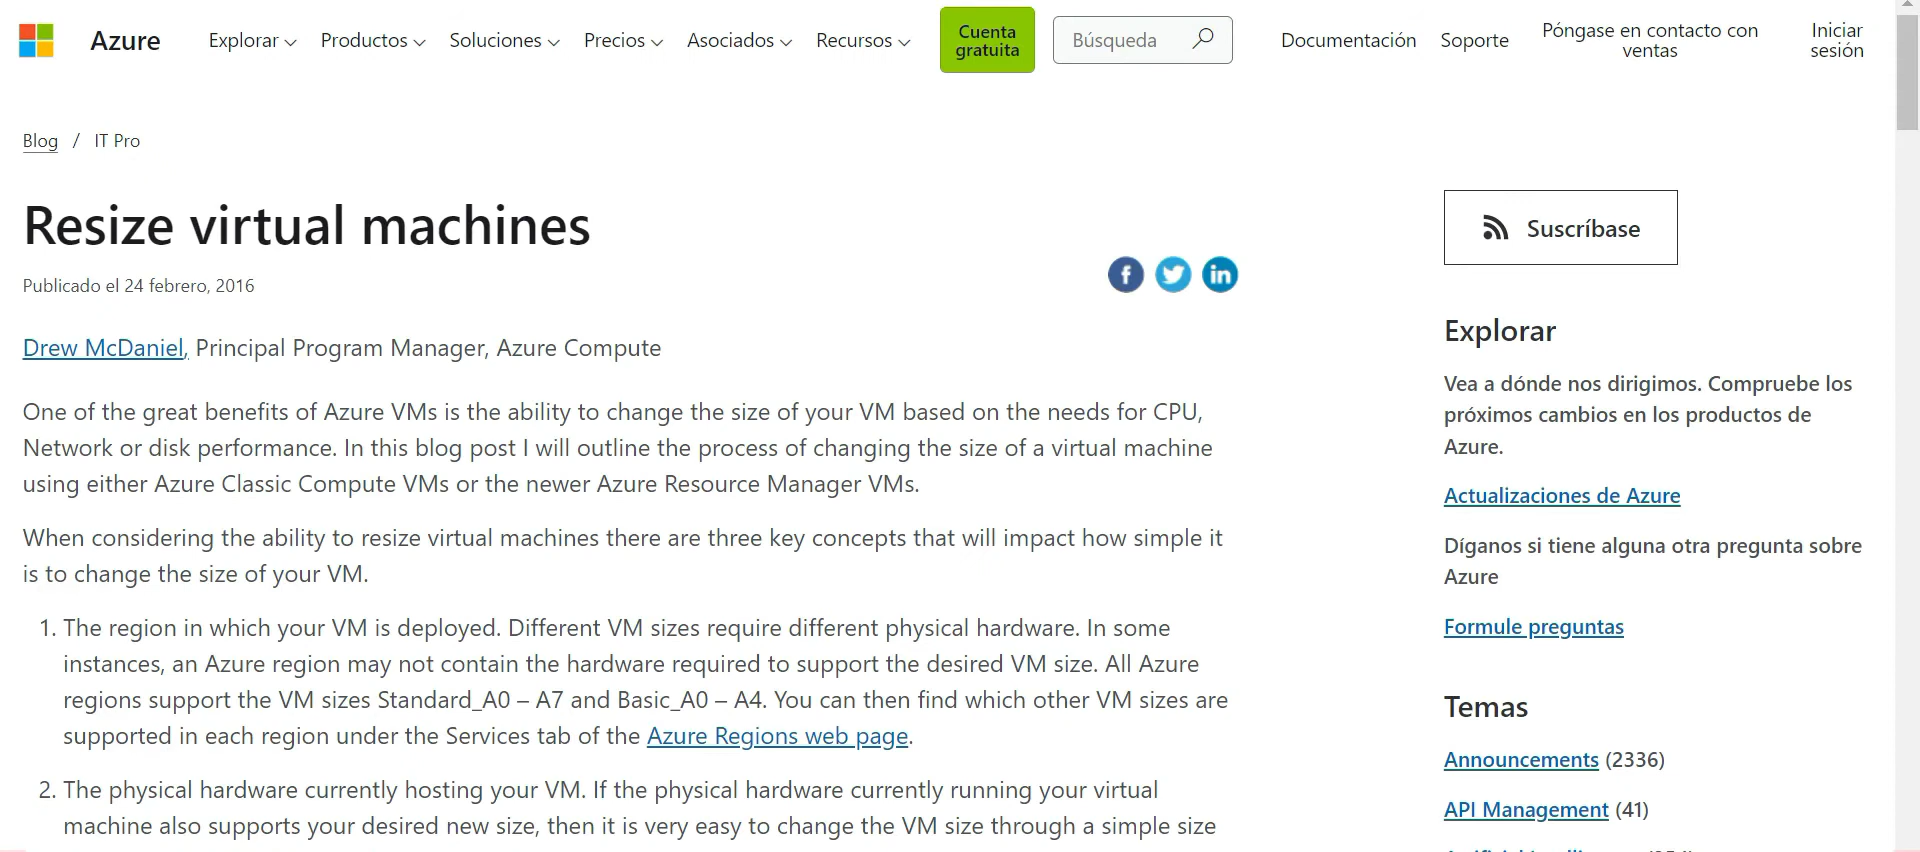 Azure
Explorar
Productos
Soluciones
Precios
Asociados
Recursos
Cuenta
gratuita
Búsqueda
Documentación
Soporte
Póngase en contacto con
ventas
Iniciar
sesión
Blog / IT Pro
Resize virtual machines
Publicado el 24 febrero, 2016
Drew McDaniel, Principal Program Manager, Azure Compute
One of the great benefits of Azure VMs is the ability to change the size of your VM based on the needs for CPU,
Network or disk performance. In this blog post I will outline the process of changing the size of a virtual machine
using either Azure Classic Compute VMs or the newer Azure Resource Manager VMs.
When considering the ability to resize virtual machines there are three key concepts that will impact how simple it
is to change the size of your VM.
1. The region in which your VM is deployed. Different VM sizes require different physical hardware. In some
instances, an Azure region may not contain the hardware required to support the desired VM size. All Azure
regions support the VM sizes Standard_A0 – A7 and Basic_A0 – A4. You can then find which other VM sizes are
supported in each region under the Services tab of the Azure Regions web page.
2. The physical hardware currently hosting your VM. If the physical hardware currently running your virtual
machine also supports your desired new size, then it is very easy to change the VM size through a simple size
Suscríbase
Explorar
Vea a dónde nos dirigimos. Compruebe los
próximos cambios en los productos de
Azure.
Actualizaciones de Azure
Díganos si tiene alguna otra pregunta sobre
Azure
Formule preguntas
Temas
Announcements (2336)
API Management (41)